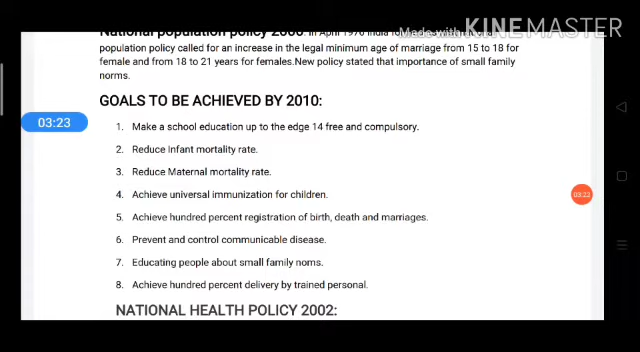 National population policy 2000: In April 1976 India
Made with
KINEMASTER
population policy called for an increase in the legal minimum age of marriage from 15 to 18 for
female and from 18 to 21 years for females.New policy stated that importance of small family
norms.
GOALS TO BE ACHIEVED BY 2010:
03:23
1. Make a school education up to the edge 14 free and compulsory.
2. Reduce Infant mortality rate.
3. Reduce Maternal mortality rate.
4. Achieve universal immunization for children.
03:23
5. Achieve hundred percent registration of birth, death and marriages.
6. Prevent and control communicable disease.
7. Educating people about small family noms.
8. Achieve hundred percent delivery by trained personal.
NATIONAL HEALTH POLICY 2002: